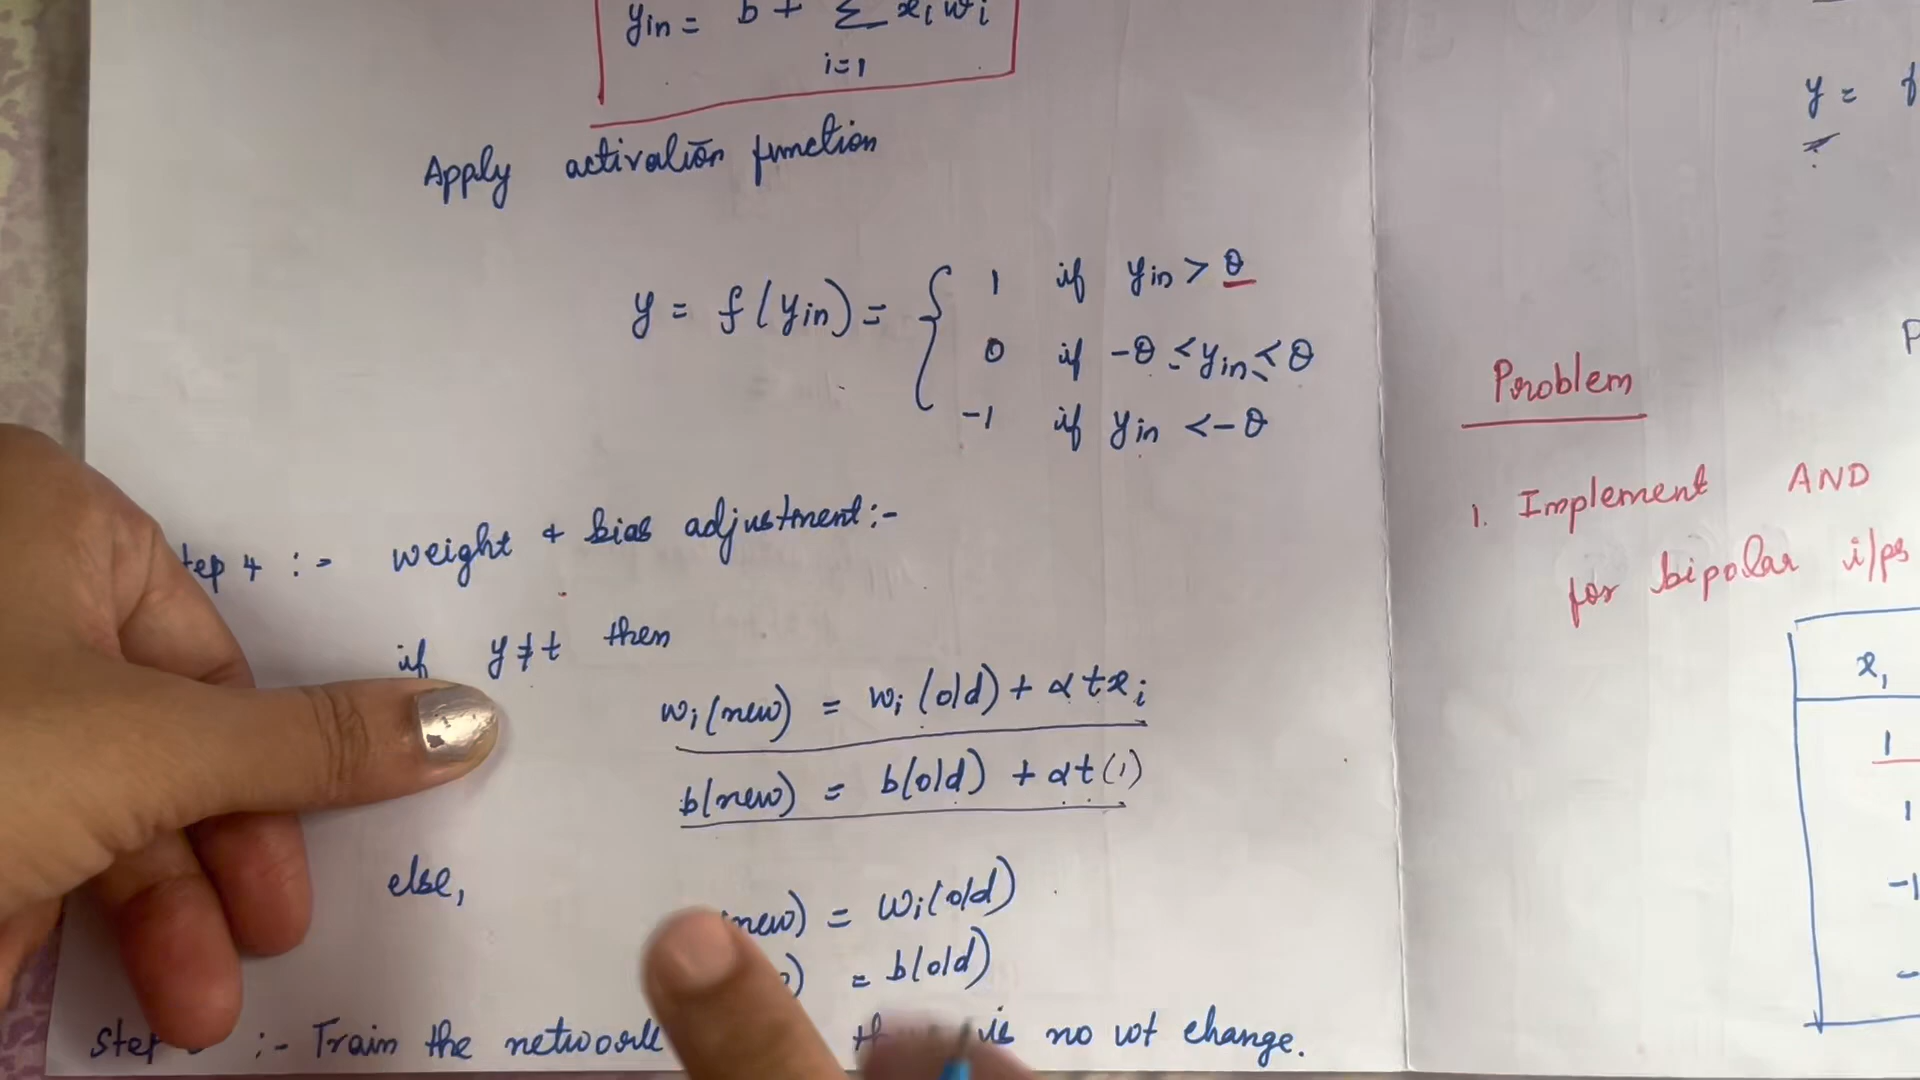 yin = b + Σ xi wi
i=1
Apply activation function
y = f(yin) = { 1 if yin > θ
0 if -θ ≤ yin ≤ θ
-1 if yin < -θ
tep 4 :- weight + bias adjustment:-
if y ≠ t then
wi(new) = wi(old) + α t xi
b(new) = b(old) + αt(1)
else,
new) = wi(old)
) = b(old)
Step :- Train the network is no wt change.
y =
Problem
1. Implement AND
for bipolar i/ps
x1
1
1
-1